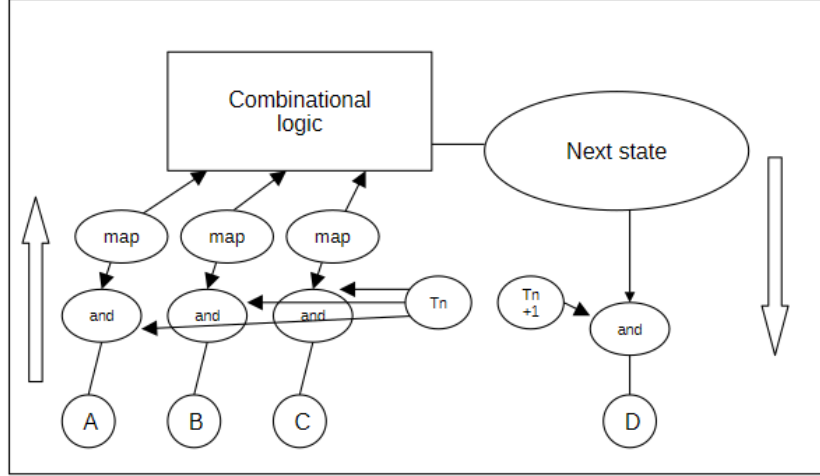 Combinational
logic
Next state
map
map
map
and
and
and
Tn
Tn
+1
and
A
B
C
D